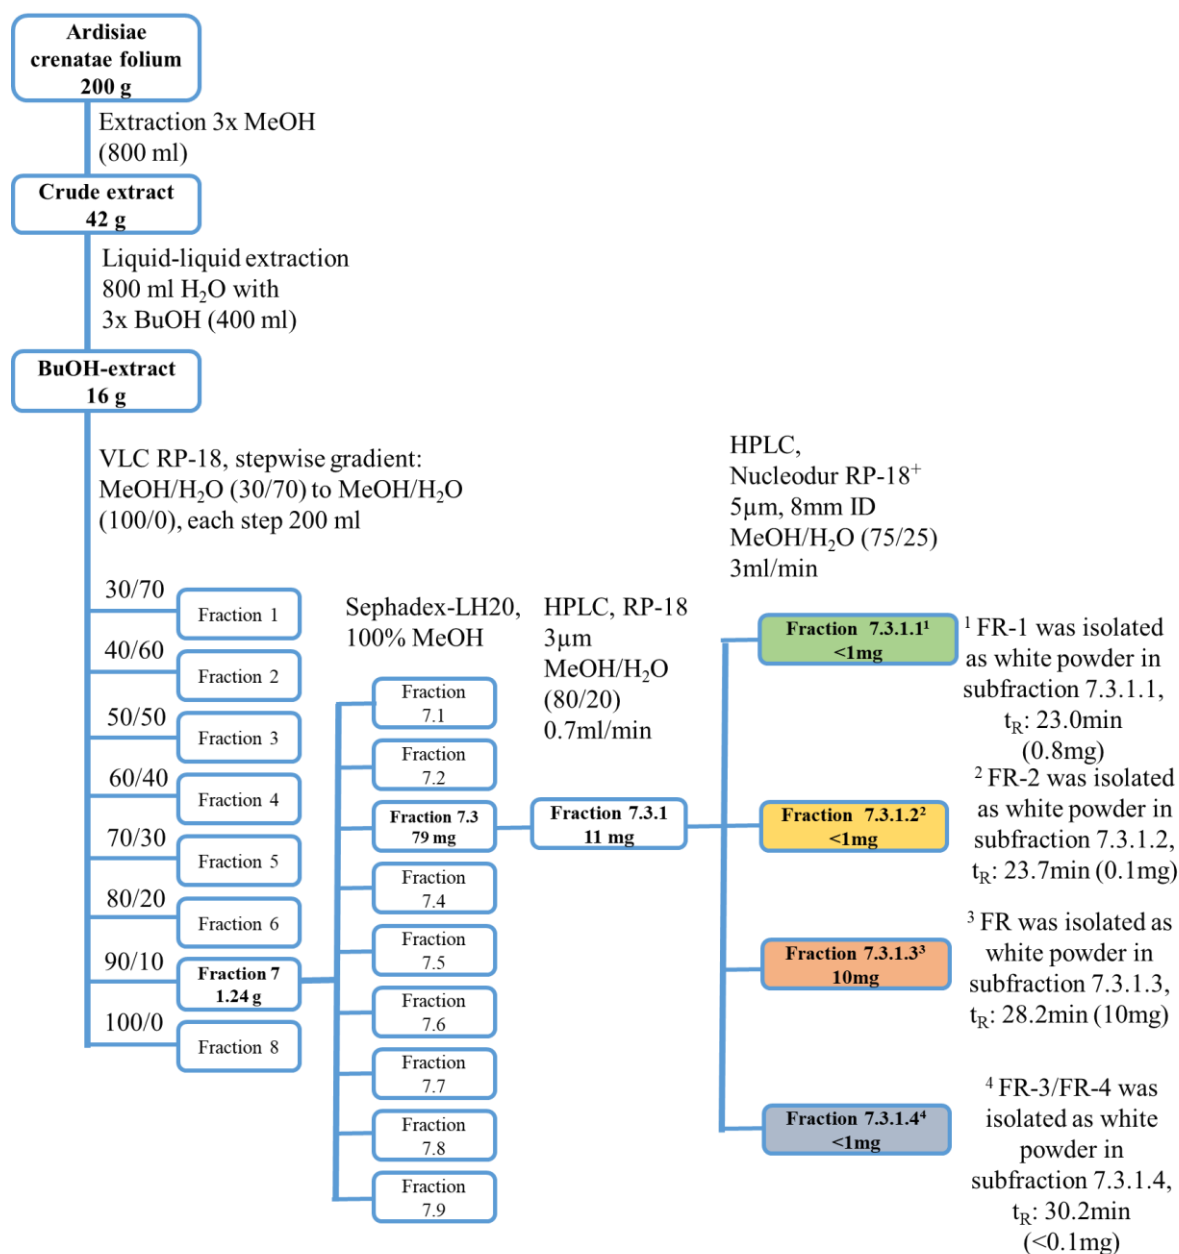 Ardisiae
crenatae folium
200 g
Extraction 3x MeOH
(800 ml)
Crude extract
42 g
Liquid-liquid extraction
800 ml H₂O with
3x BuOH (400 ml)
BuOH-extract
16 g
VLC RP-18, stepwise gradient:
MeOH/H₂O (30/70) to MeOH/H₂O
(100/0), each step 200 ml
30/70
Fraction 1
40/60
Fraction 2
50/50
Fraction 3
60/40
Fraction 4
70/30
Fraction 5
80/20
Fraction 6
90/10
Fraction 7
1.24 g
100/0
Fraction 8
Sephadex-LH20,
100% MeOH
Fraction
7.1
Fraction
7.2
Fraction 7.3
79 mg
Fraction
7.4
Fraction
7.5
Fraction
7.6
Fraction
7.7
Fraction
7.8
Fraction
7.9
HPLC, RP-18
3µm
MeOH/H₂O
(80/20)
0.7ml/min
Fraction 7.3.1
11 mg
HPLC,
Nucleodur RP-18⁺
5µm, 8mm ID
MeOH/H₂O (75/25)
3ml/min
Fraction 7.3.1.1¹
<1mg
Fraction 7.3.1.2²
<1mg
Fraction 7.3.1.3³
10mg
Fraction 7.3.1.4⁴
<1mg
¹ FR-1 was isolated
as white powder in
subfraction 7.3.1.1,
t_R: 23.0min
(0.8mg)
² FR-2 was isolated
as white powder in
subfraction 7.3.1.2,
t_R: 23.7min (0.1mg)
³ FR was isolated as
white powder in
subfraction 7.3.1.3,
t_R: 28.2min (10mg)
⁴ FR-3/FR-4 was
isolated as white
powder in
subfraction 7.3.1.4,
t_R: 30.2min
(<0.1mg)